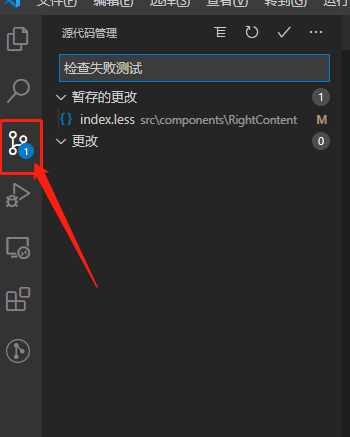 文件(F) 编辑(E) 选择(S) 查看(V) 转到(G) 运行
源代码管理
检查失败测试
暂存的更改 1
{} index.less src\components\RightContent M
1
更改 0